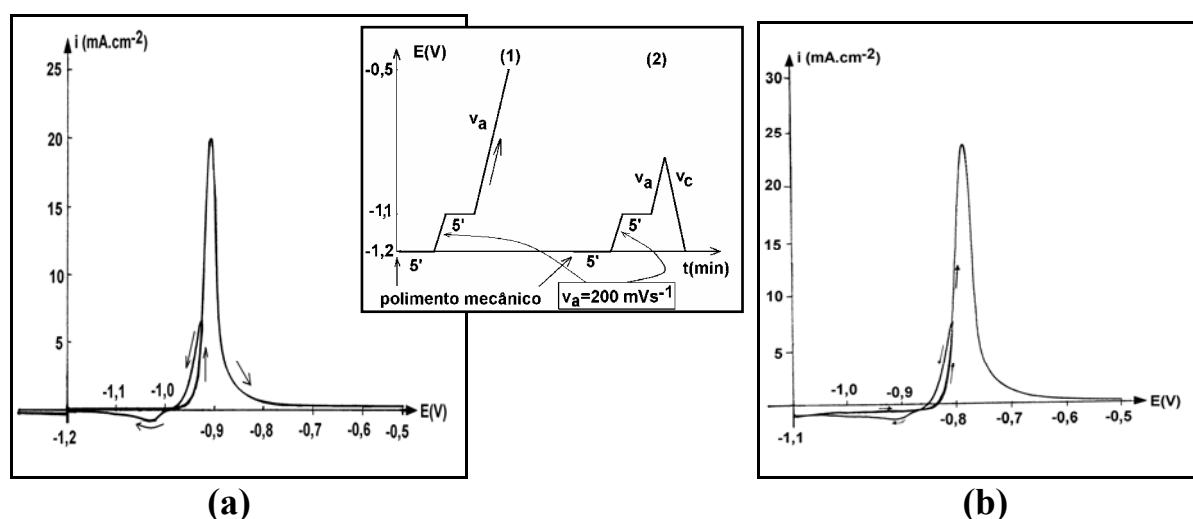 i (mA.cm-2)
25
20
15
10
5
-1,1
-1,0
E(V)
-1,2
-0,9
-0,8
-0,7
-0,6
-0,5
(a)
E(V)
(1)
(2)
-0,5
va
va
vc
-1,1
5'
5'
-1,2
5'
5'
t(min)
polimento mecânico
va=200 mVs-1
i (mA.cm-2)
30
25
20
15
10
5
-1,0
-0,9
E(V)
-1,1
-0,8
-0,7
-0,6
-0,5
(b)